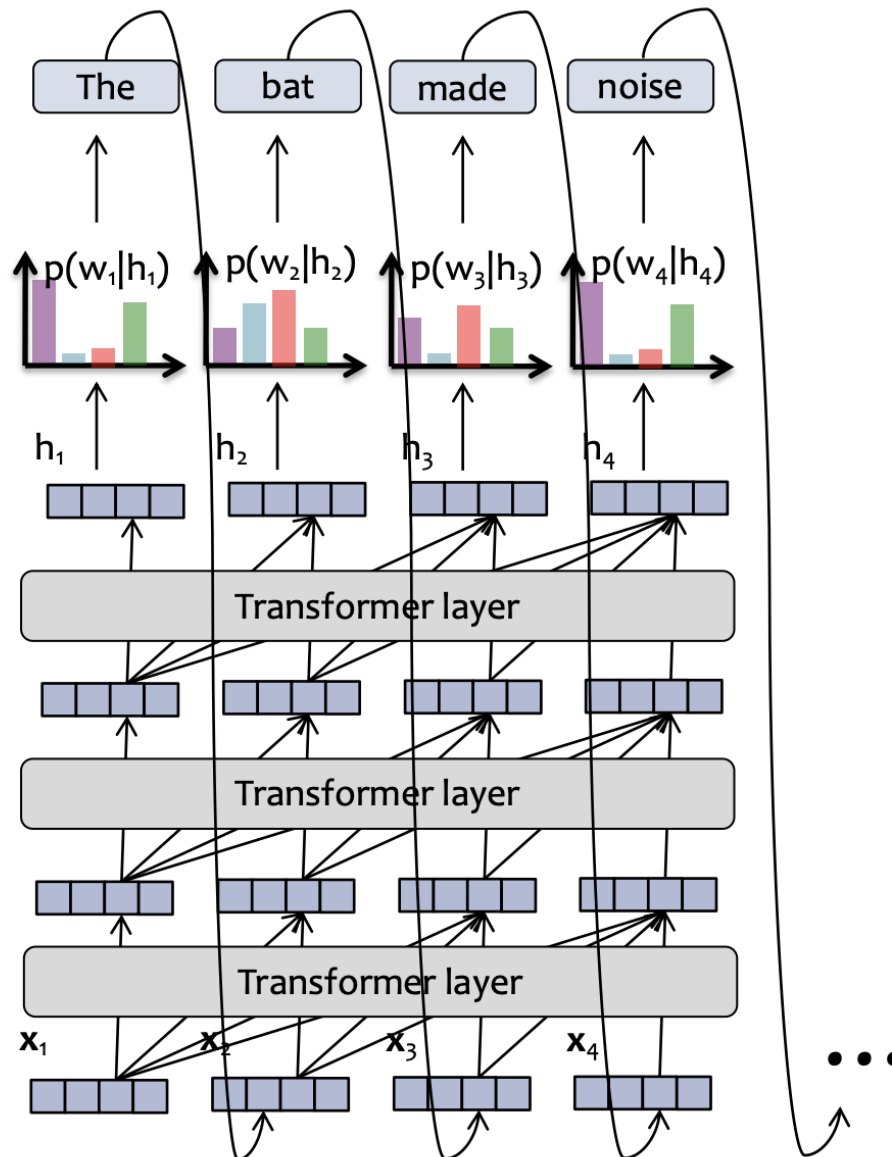 The bat made noise
p(w₁|h₁) p(w₂|h₂) p(w₃|h₃) p(w₄|h₄)
h₁ h₂ h₃ h₄
Transformer layer
Transformer layer
Transformer layer
x₁ x₂ x₃ x₄
...